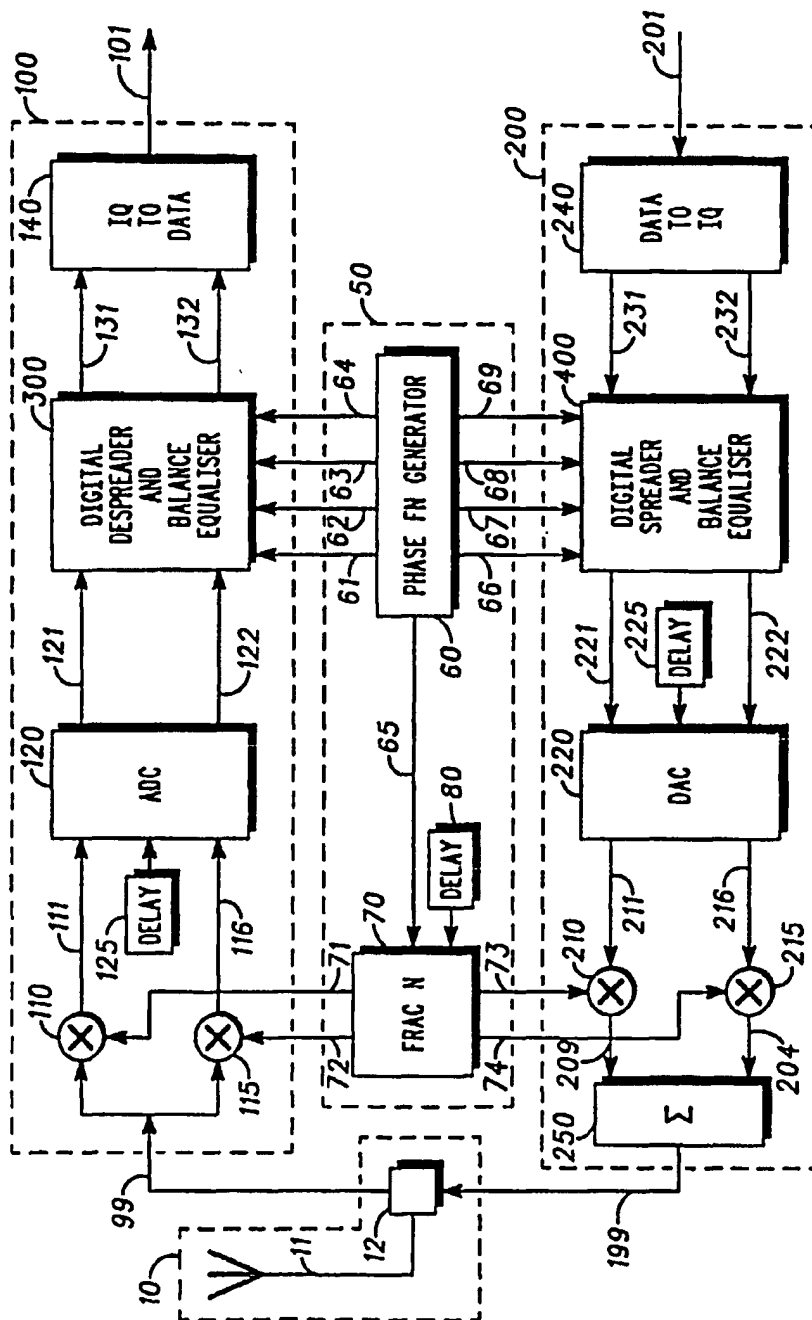 100
101
140
IQ
TO
DATA
131
132
300
DIGITAL
DESPREADER
AND
BALANCE
EQUALISER
121
122
120
ADC
111
125
DELAY
116
110
115
99
50
64
63
62
61
PHASE FN GENERATOR
60
65
80
DELAY
70
FRAC N
71
72
73
74
69
68
67
66
10
11
12
199
200
201
240
DATA
TO
IQ
231
232
400
DIGITAL
SPREADER
AND
BALANCE
EQUALISER
221
225
DELAY
222
220
DAC
211
216
210
215
209
204
250
Σ